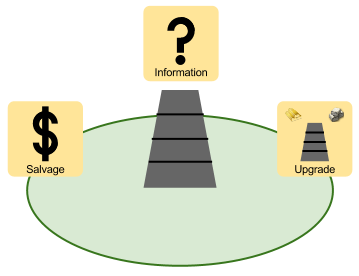 ?
Information
$
Salvage
Upgrade